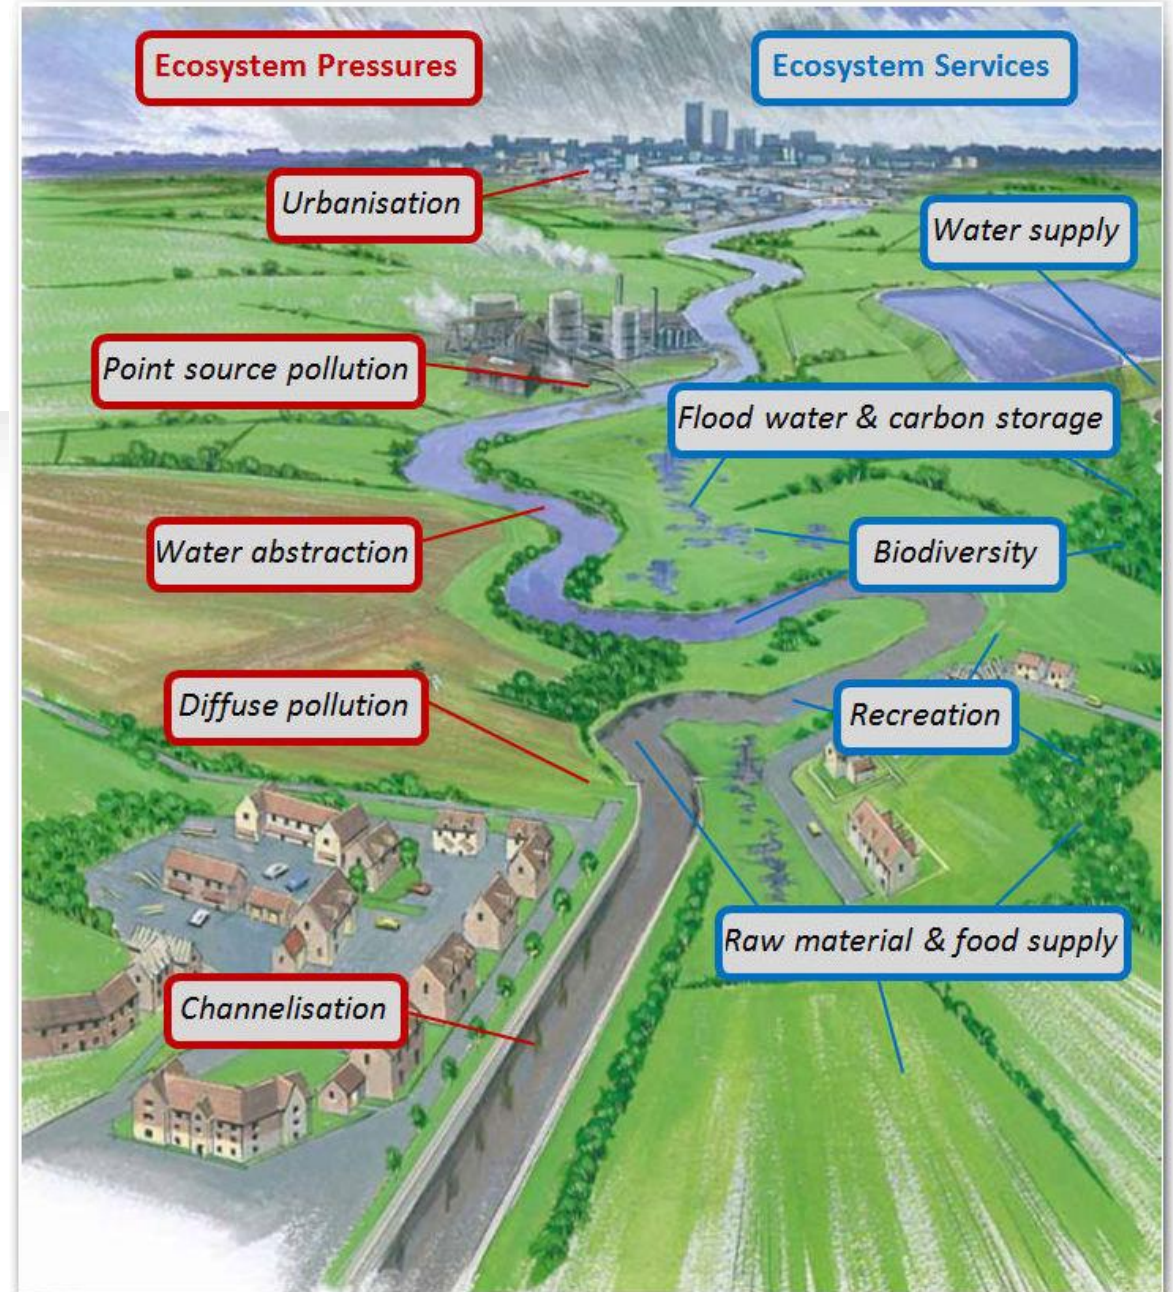 Ecosystem Pressures
Ecosystem Services
Urbanisation
Water supply
Point source pollution
Flood water & carbon storage
Water abstraction
Biodiversity
Diffuse pollution
Recreation
Raw material & food supply
Channelisation